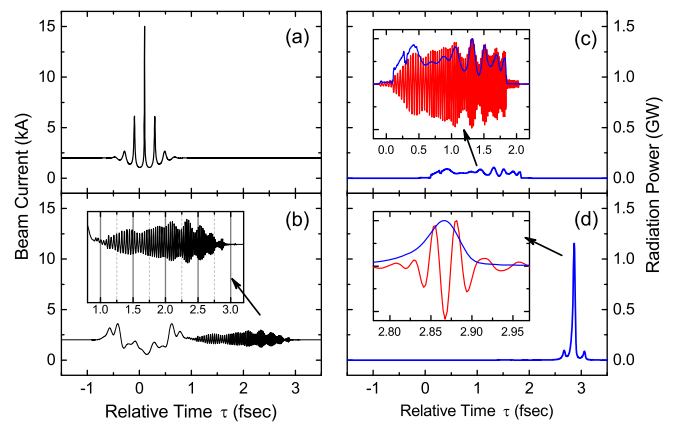 (a)
15
10
5
0
Beam Current (kA)
(b)
15
10
5
0
1.0 1.5 2.0 2.5 3.0
-1 0 1 2 3
Relative Time τ (fsec)
(c)
1.5
1.0
0.5
0.0
Radiation Power (GW)
0.0 0.5 1.0 1.5 2.0
(d)
1.5
1.0
0.5
0.0
2.80 2.85 2.90 2.95
-1 0 1 2 3
Relative Time τ (fsec)